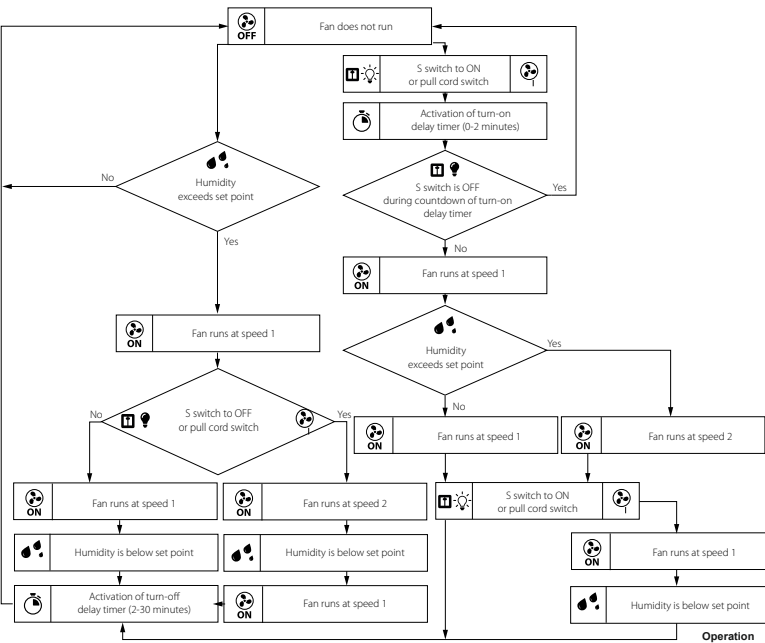 OFF
Fan does not run
S switch to ON
or pull cord switch
Activation of turn-on
delay timer (0-2 minutes)
No
Humidity
exceeds set point
Yes
S switch is OFF
during countdown of turn-on
delay timer
Yes
No
ON
Fan runs at speed 1
ON
Fan runs at speed 1
Humidity
exceeds set point
Yes
No
No
S switch to OFF
or pull cord switch
Yes
ON
Fan runs at speed 1
ON
Fan runs at speed 2
ON
Fan runs at speed 1
ON
Fan runs at speed 2
S switch to ON
or pull cord switch
Humidity is below set point
Humidity is below set point
ON
Fan runs at speed 1
Activation of turn-off
delay timer (2-30 minutes)
ON
Fan runs at speed 1
Humidity is below set point
Operation